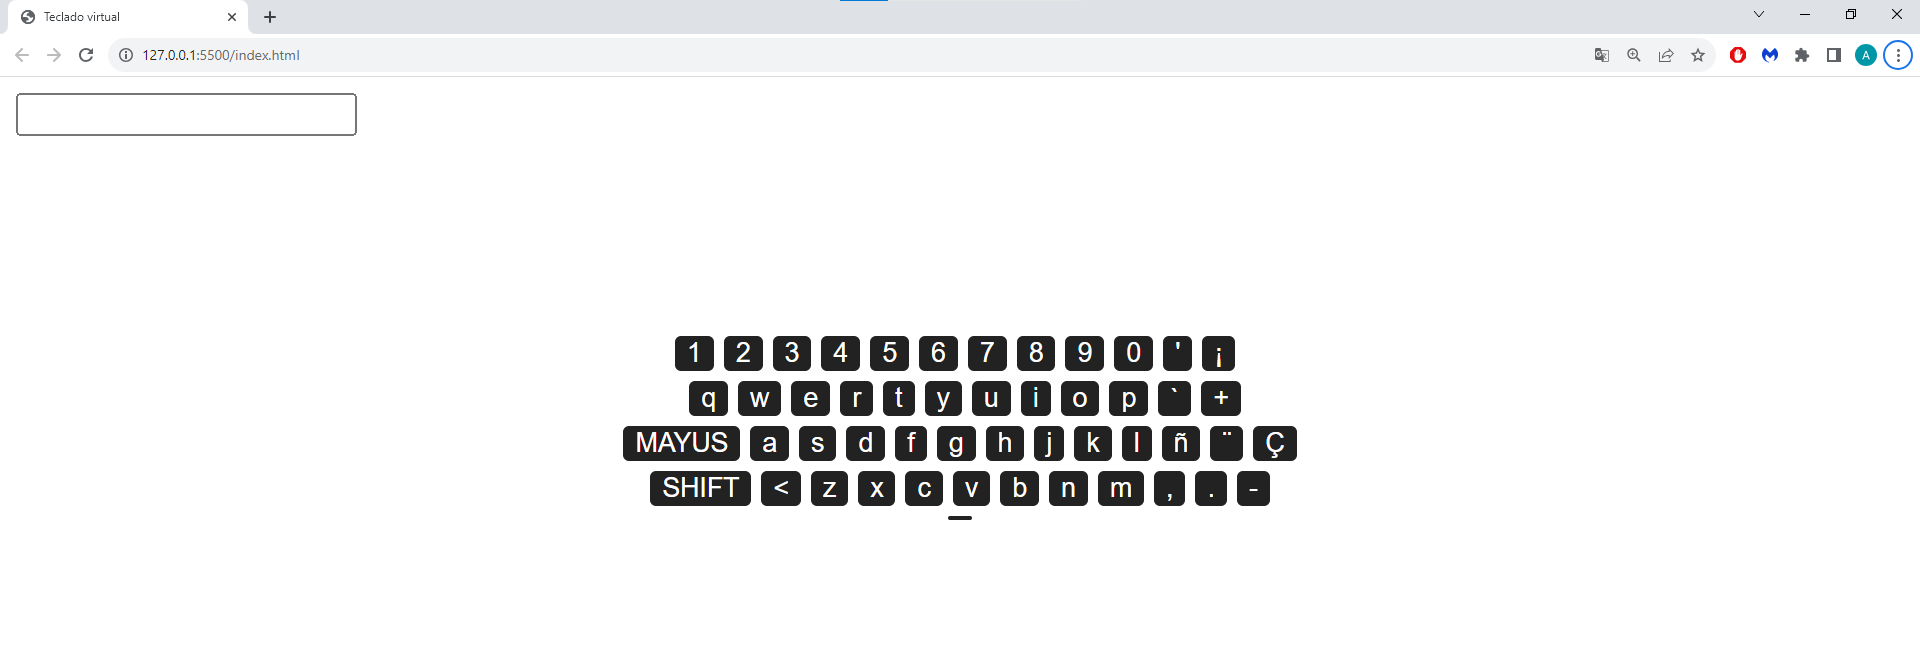 Teclado virtual
127.0.0.1:5500/index.html
A
1 2 3 4 5 6 7 8 9 0 ' ¡
q w e r t y u i o p ` +
MAYUS a s d f g h j k l ñ ¨ Ç
SHIFT < z x c v b n m , . -